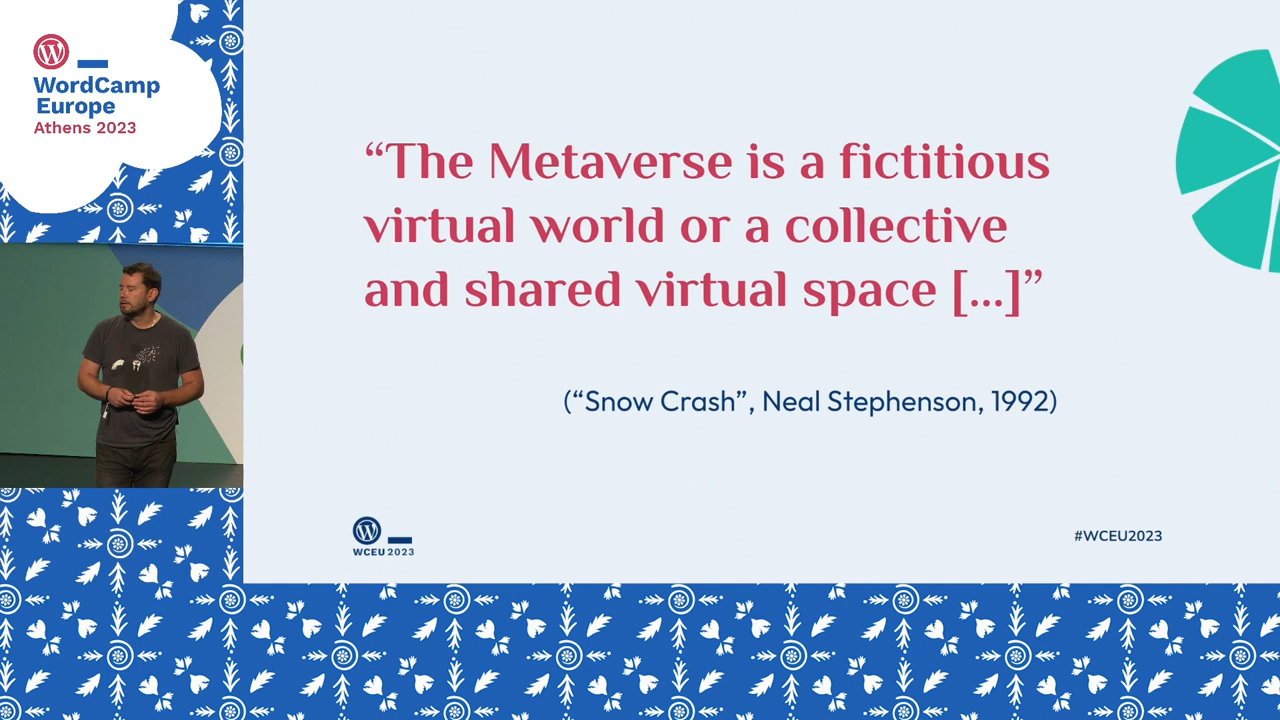 WordCamp
Europe
Athens 2023
“The Metaverse is a fictitious
virtual world or a collective
and shared virtual space [...]”
(“Snow Crash”, Neal Stephenson, 1992)
WCEU 2023
#WCEU2023